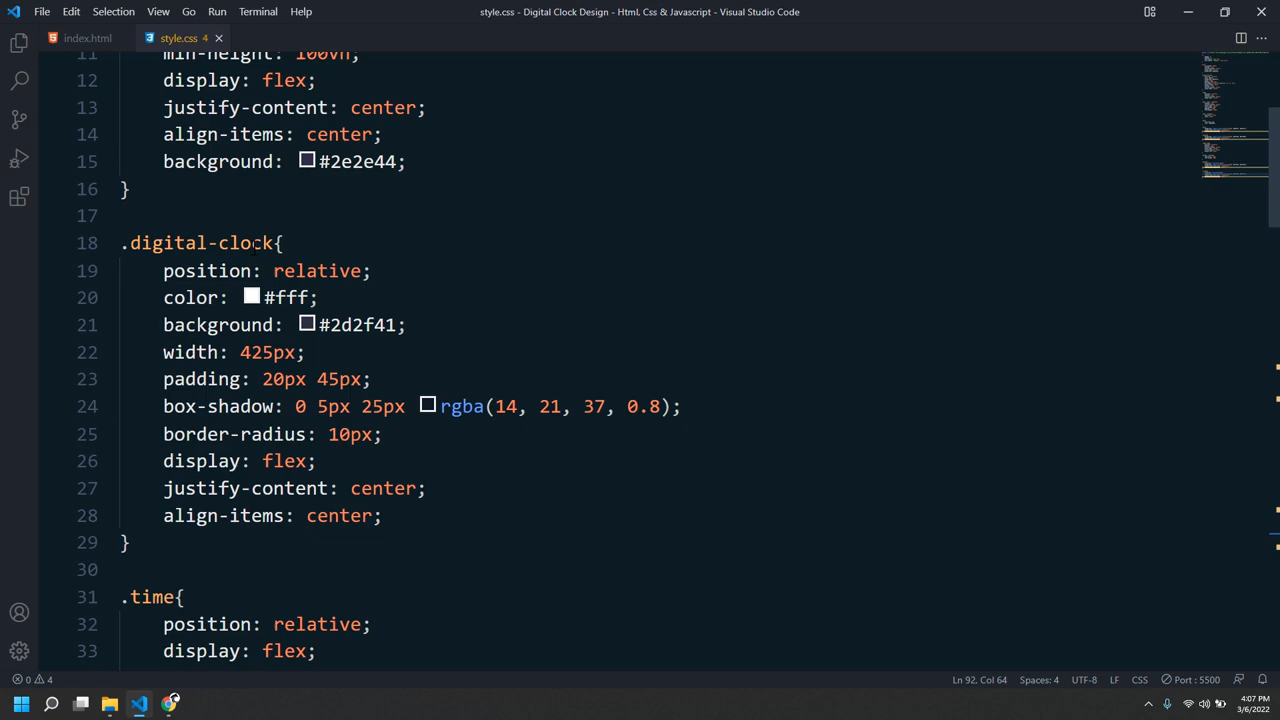 File Edit Selection View Go Run Terminal Help style.css - Digital Clock Design - Html, Css & Javascript - Visual Studio Code
index.html style.css 4
11 min-height: 100vh;
12 display: flex;
13 justify-content: center;
14 align-items: center;
15 background: #2e2e44;
16 }
17
18 .digital-clock{
19 position: relative;
20 color: #fff;
21 background: #2d2f41;
22 width: 425px;
23 padding: 20px 45px;
24 box-shadow: 0 5px 25px rgba(14, 21, 37, 0.8);
25 border-radius: 10px;
26 display: flex;
27 justify-content: center;
28 align-items: center;
29 }
30
31 .time{
32 position: relative;
33 display: flex;
0 4 Ln 92, Col 64 Spaces: 4 UTF-8 LF CSS Port : 5500
4:07 PM
3/6/2022